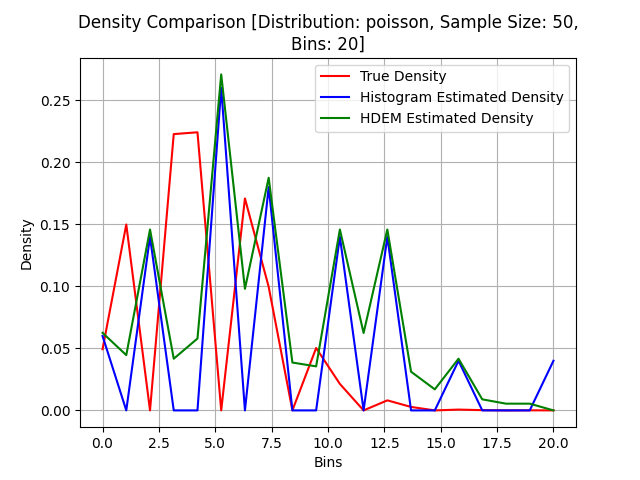 Density Comparison [Distribution: poisson, Sample Size: 50,
Bins: 20]
True Density
Histogram Estimated Density
HDEM Estimated Density
Density
0.25
0.20
0.15
0.10
0.05
0.00
0.0 2.5 5.0 7.5 10.0 12.5 15.0 17.5 20.0
Bins